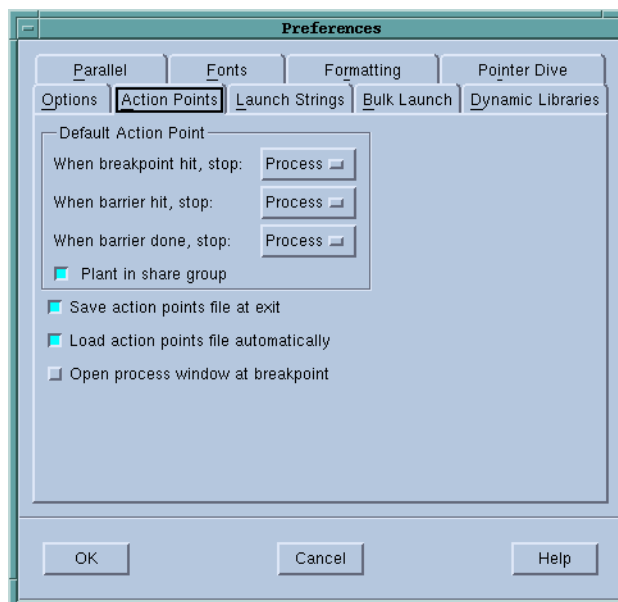 Preferences
Parallel Fonts Formatting Pointer Dive
Options Action Points Launch Strings Bulk Launch Dynamic Libraries
Default Action Point
When breakpoint hit, stop: Process
When barrier hit, stop: Process
When barrier done, stop: Process
Plant in share group
Save action points file at exit
Load action points file automatically
Open process window at breakpoint
OK Cancel Help